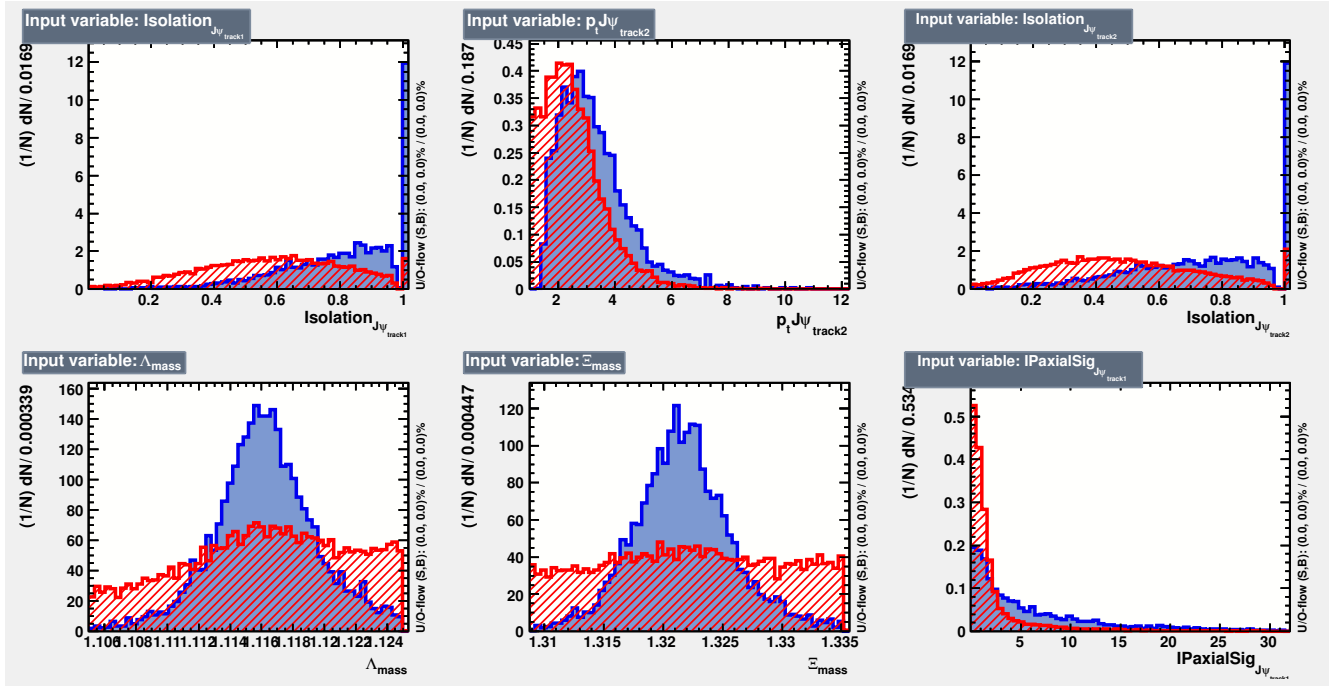 Input variable: Isolation_Jψ_track1
(1/N) dN/ 0.0169
12
10
8
6
4
2
0
0.2 0.4 0.6 0.8 1
Isolation_Jψ_track1
U/O-flow (S,B): (0.0, 0.0)% / (0.0, 0.0)%
Input variable: p_t Jψ_track2
(1/N) dN/ 0.187
0.45
0.4
0.35
0.3
0.25
0.2
0.15
0.1
0.05
0
2 4 6 8 10 12
p_t Jψ_track2
Input variable: Isolation_Jψ_track2
(1/N) dN/ 0.0169
12
10
8
6
4
2
0
0.2 0.4 0.6 0.8 1
Isolation_Jψ_track2
U/O-flow (S,B): (0.0, 0.0)% / (0.0, 0.0)%
U/O-flow (S,B): (0.0, 0.0)% / (0.0, 0.0)%
Input variable: Λ_mass
(1/N) dN/ 0.000339
160
140
120
100
80
60
40
20
0
1.106 1.108 1.11 1.112 1.114 1.116 1.118 1.12 1.122 1.124
Λ_mass
U/O-flow (S,B): (0.0, 0.0)% / (0.0, 0.0)%
Input variable: Ξ_mass
(1/N) dN/ 0.000447
120
100
80
60
40
20
0
1.31 1.315 1.32 1.325 1.33 1.335
Ξ_mass
U/O-flow (S,B): (0.0, 0.0)% / (0.0, 0.0)%
Input variable: IPaxialSig_Jψ_track1
(1/N) dN/ 0.534
0.5
0.4
0.3
0.2
0.1
0
5 10 15 20 25 30
IPaxialSig_Jψ_track1
U/O-flow (S,B): (0.0, 0.0)% / (0.0, 0.0)%